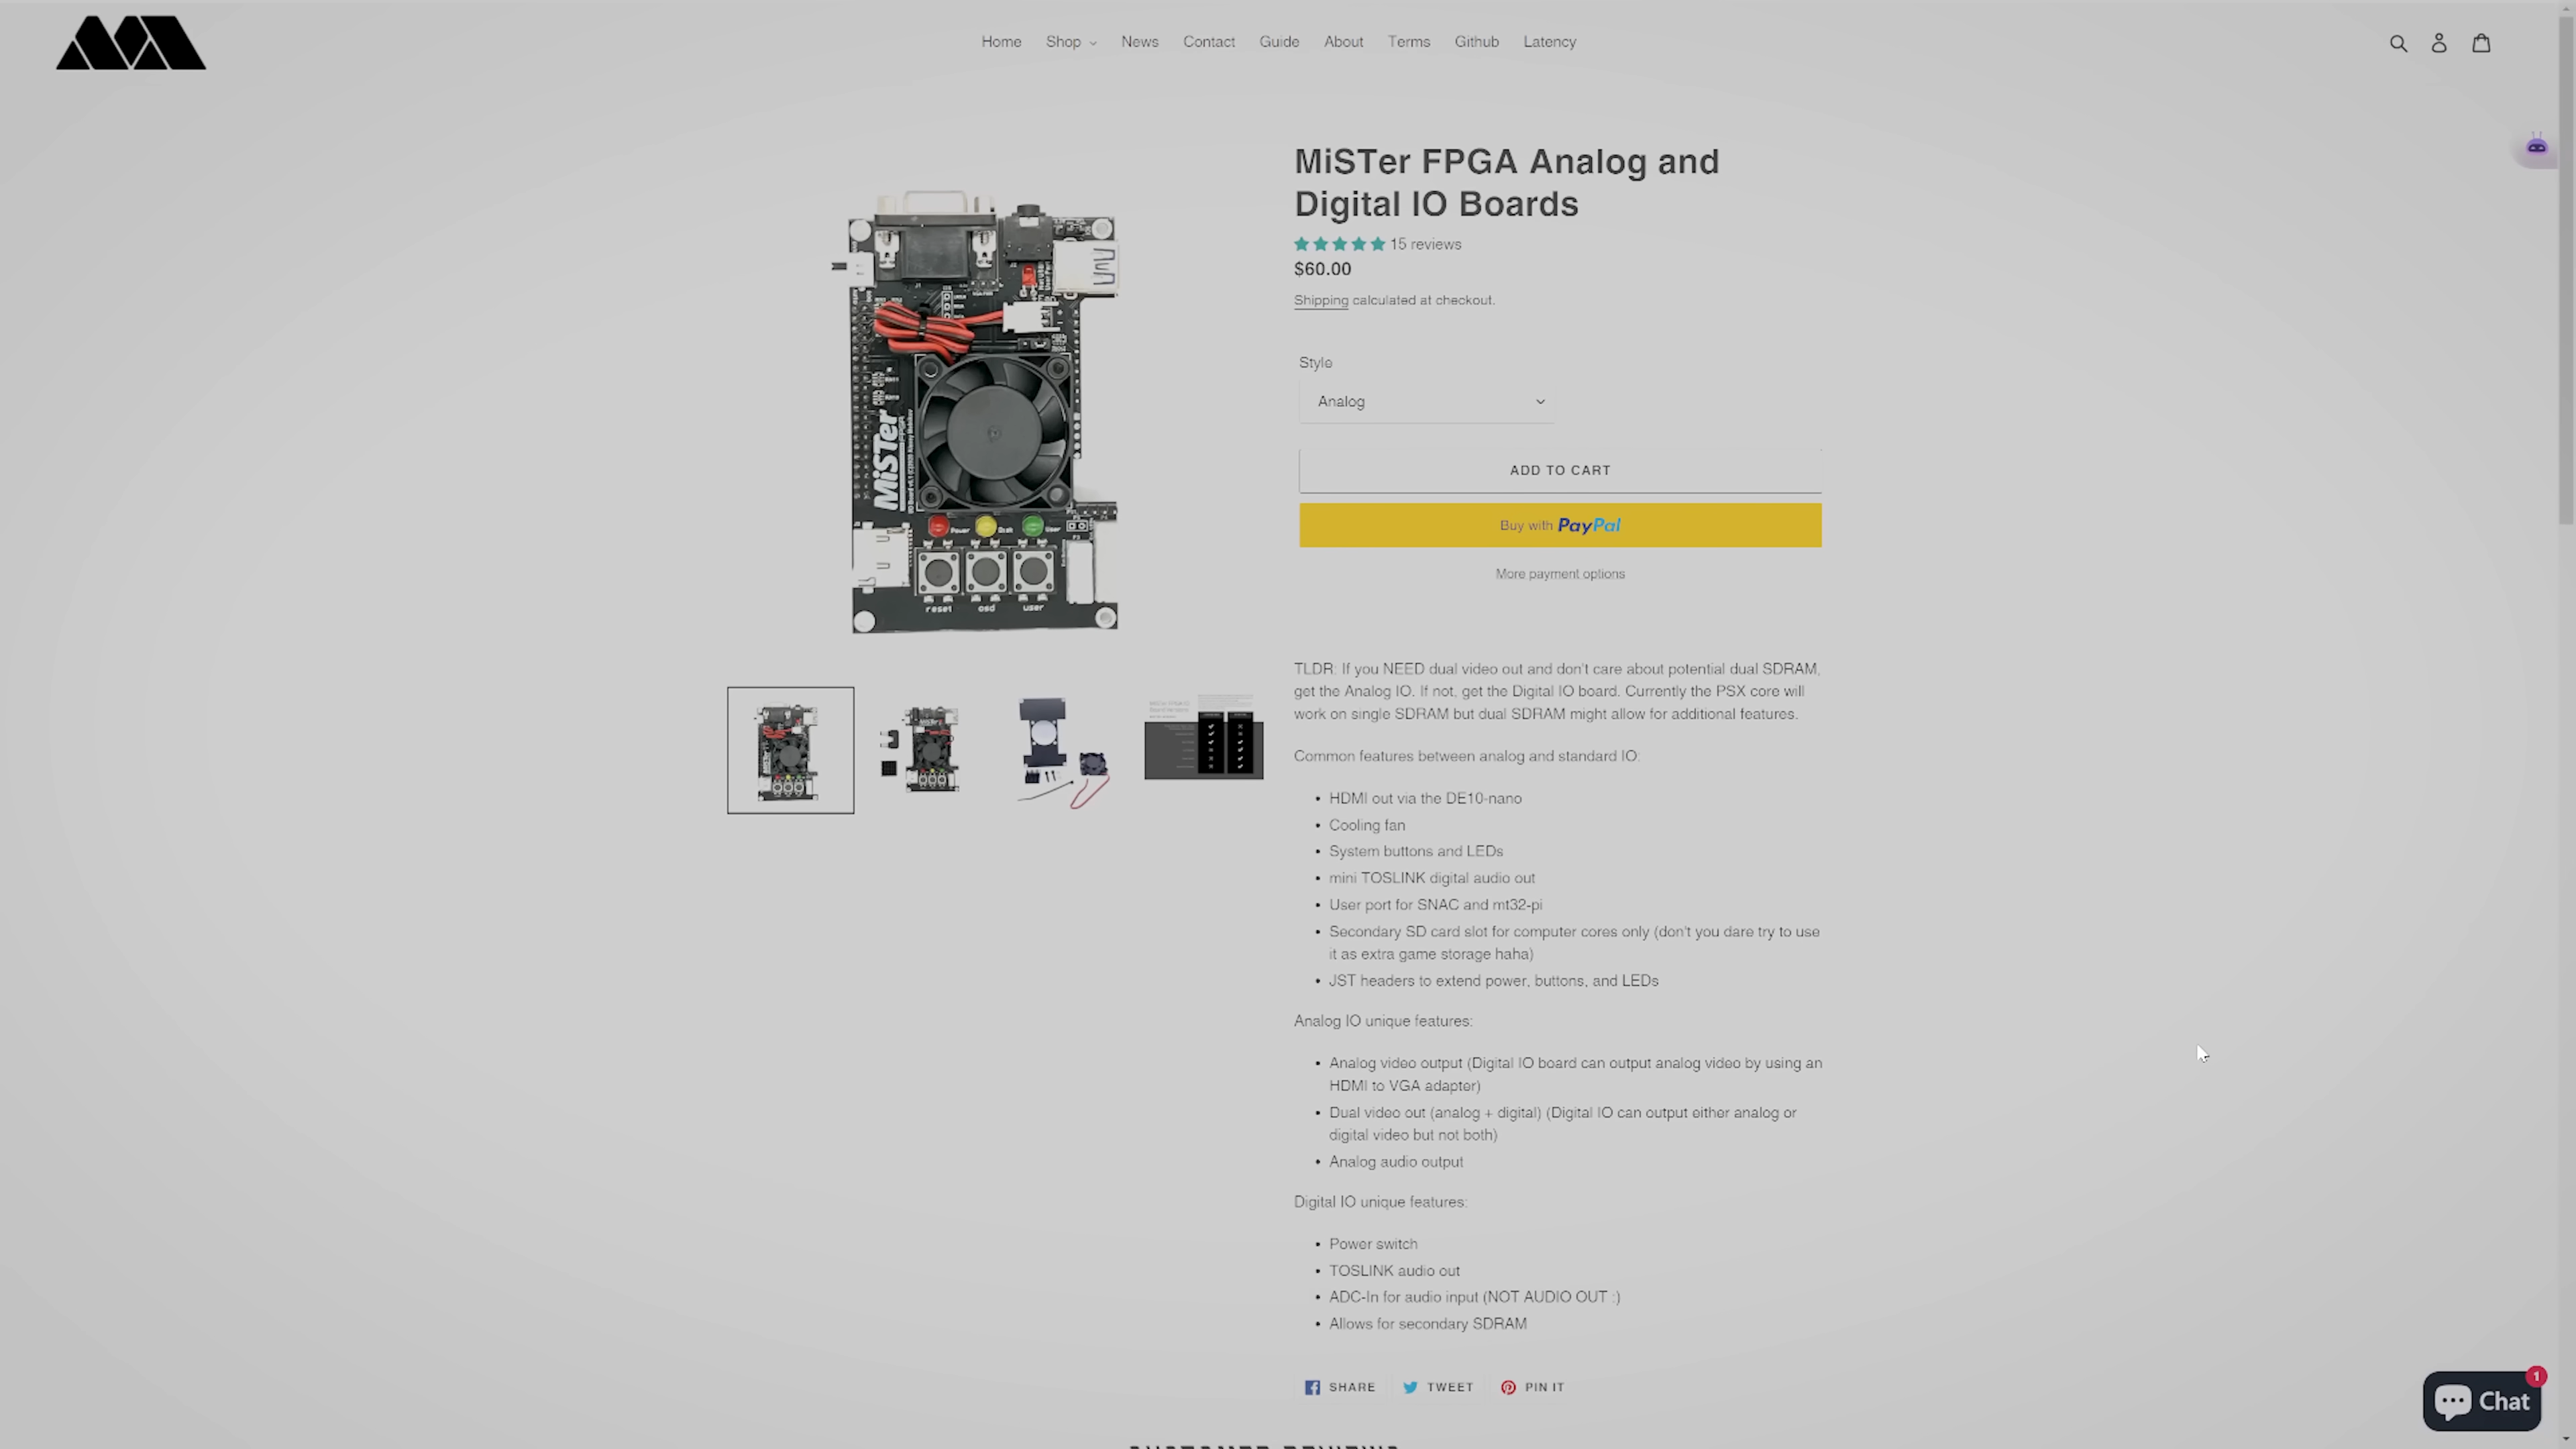 Home Shop News Contact Guide About Terms Github Latency
MiSTer FPGA Analog and
Digital IO Boards
15 reviews
$60.00
Shipping calculated at checkout.
Style
Analog
ADD TO CART
Buy with PayPal
More payment options
MiSTer
Power
Disk
User
reset
osd
user
TLDR: If you NEED dual video out and don't care about potential dual SDRAM,
get the Analog IO. If not, get the Digital IO board. Currently the PSX core will
work on single SDRAM but dual SDRAM might allow for additional features.
Common features between analog and standard IO:
• HDMI out via the DE10-nano
• Cooling fan
• System buttons and LEDs
• mini TOSLINK digital audio out
• User port for SNAC and mt32-pi
• Secondary SD card slot for computer cores only (don't you dare try to use
it as extra game storage haha)
• JST headers to extend power, buttons, and LEDs
Analog IO unique features:
• Analog video output (Digital IO board can output analog video by using an
HDMI to VGA adapter)
• Dual video out (analog + digital) (Digital IO can output either analog or
digital video but not both)
• Analog audio output
Digital IO unique features:
• Power switch
• TOSLINK audio out
• ADC-In for audio input (NOT AUDIO OUT :)
• Allows for secondary SDRAM
SHARE TWEET PIN IT
1
Chat